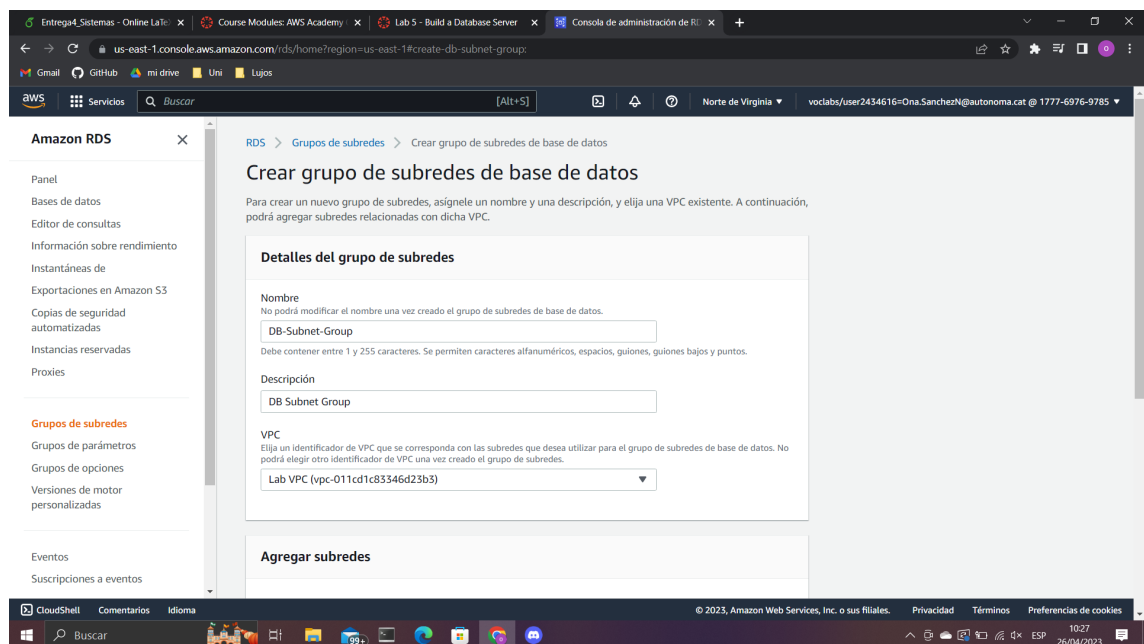 Entrega4_Sistemas - Online LaTe
Course Modules: AWS Academy
Lab 5 - Build a Database Server
Consola de administración de RD
us-east-1.console.aws.amazon.com/rds/home?region=us-east-1#create-db-subnet-group:
Gmail GitHub mi drive Uni Lujos
aws Servicios Buscar [Alt+S] Norte de Virginia voclabs/user2434616=Ona.SanchezN@autonoma.cat @ 1777-6976-9785
Amazon RDS
Panel
Bases de datos
Editor de consultas
Información sobre rendimiento
Instantáneas de
Exportaciones en Amazon S3
Copias de seguridad
automatizadas
Instancias reservadas
Proxies
Grupos de subredes
Grupos de parámetros
Grupos de opciones
Versiones de motor
personalizadas
Eventos
Suscripciones a eventos
RDS > Grupos de subredes > Crear grupo de subredes de base de datos
Crear grupo de subredes de base de datos
Para crear un nuevo grupo de subredes, asígnele un nombre y una descripción, y elija una VPC existente. A continuación,
podrá agregar subredes relacionadas con dicha VPC.
Detalles del grupo de subredes
Nombre
No podrá modificar el nombre una vez creado el grupo de subredes de base de datos.
DB-Subnet-Group
Debe contener entre 1 y 255 caracteres. Se permiten caracteres alfanuméricos, espacios, guiones, guiones bajos y puntos.
Descripción
DB Subnet Group
VPC
Elija un identificador de VPC que se corresponda con las subredes que desea utilizar para el grupo de subredes de base de datos. No
podrá elegir otro identificador de VPC una vez creado el grupo de subredes.
Lab VPC (vpc-011cd1c83346d23b3)
Agregar subredes
CloudShell Comentarios Idioma © 2023, Amazon Web Services, Inc. o sus filiales. Privacidad Términos Preferencias de cookies
Buscar 99+ ESP 10:27
26/04/2023